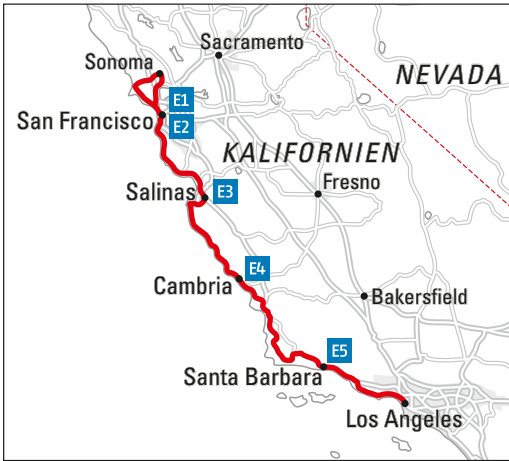 Sacramento
Sonoma
NEVADA
E1
San Francisco
E2
KALIFORNIEN
Fresno
Salinas
E3
E4
Cambria
Bakersfield
E5
Santa Barbara
Los Angeles